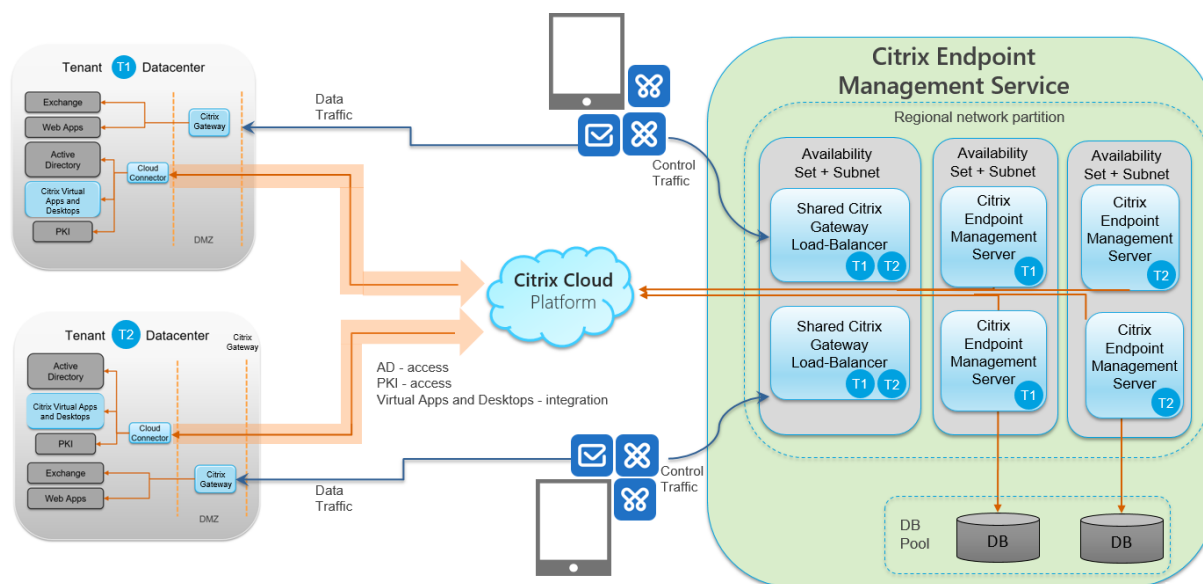 Tenant T1 Datacenter
Exchange
Web Apps
Active
Directory
Citrix Virtual
Apps and
Desktops
PKI
Cloud
Connector
Citrix
Gateway
DMZ
Data
Traffic
Control
Traffic
Tenant T2 Datacenter
Citrix
Gateway
Active
Directory
Citrix Virtual Apps
and Desktops
PKI
Cloud
Connector
Exchange
Web Apps
Citrix
Gateway
DMZ
Data
Traffic
Control
Traffic
Citrix Cloud
Platform
AD - access
PKI - access
Virtual Apps and Desktops - integration
Citrix Endpoint
Management Service
Regional network partition
Availability
Set + Subnet
Shared Citrix
Gateway
Load-Balancer
T1 T2
Shared Citrix
Gateway
Load-Balancer
T1 T2
Availability
Set + Subnet
Citrix
Endpoint
Management
Server
T1
Citrix
Endpoint
Management
Server
T1
Availability
Set + Subnet
Citrix
Endpoint
Management
Server
T2
Citrix
Endpoint
Management
Server
T2
DB
Pool
DB
DB